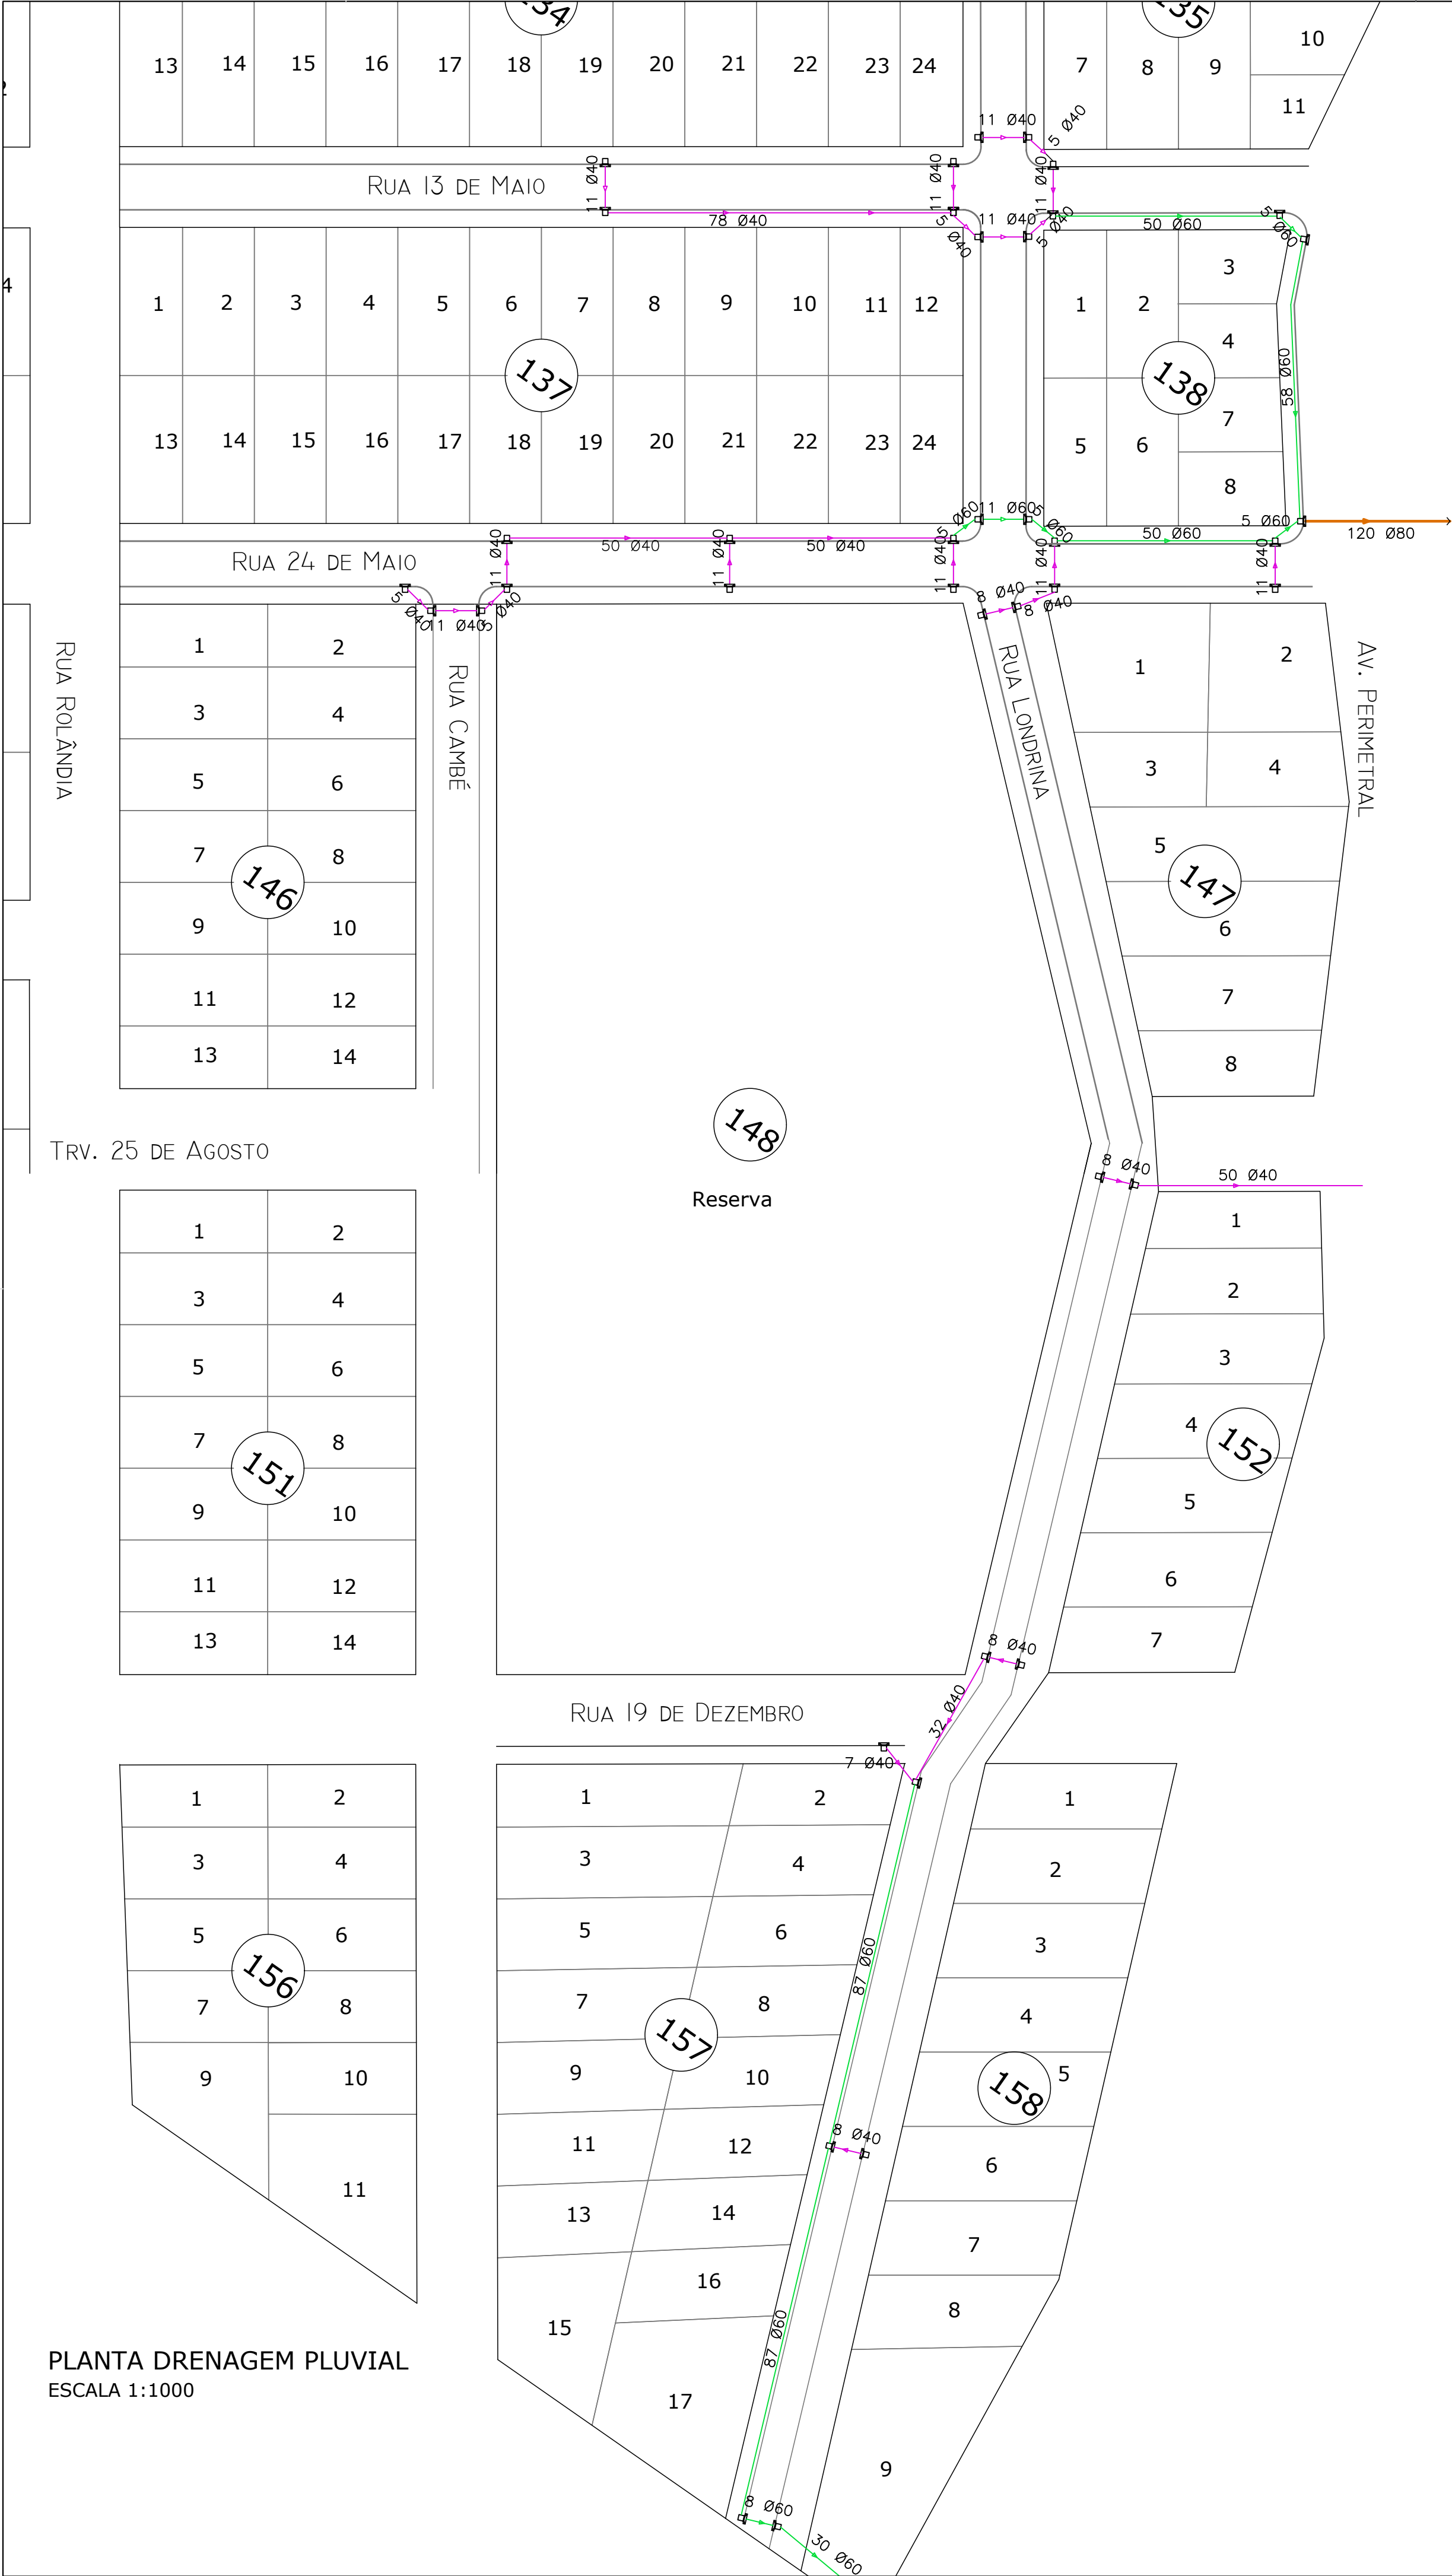 134
135
10
13 14 15 16 17 18 19 20 21 22 23 24
7 8 9
11
11 Ø40
5 Ø40
11 Ø40
11 Ø40
11 Ø40
RUA 13 DE MAIO
78 Ø40
5 Ø40
11 Ø40
5 Ø40
50 Ø60
5 Ø60
4
1 2 3 4 5 6 7 8 9 10 11 12
137
13 14 15 16 17 18 19 20 21 22 23 24
1 2 3
4
138
58 Ø60
5 6 7
8
5 Ø60
11 Ø60
5 Ø60
5 Ø60
120 Ø80
RUA 24 DE MAIO
11 Ø40
50 Ø40
11 Ø40
50 Ø40
11 Ø40
11 Ø40
50 Ø60
11 Ø40
5 Ø40
11 Ø40
5 Ø40
8 Ø40
8 Ø40
RUA ROLÂNDIA
RUA CAMBÉ
RUA LONDRINA
AV. PERIMETRAL
1 2
3 4
5 6
7 8
146
9 10
11 12
13 14
1 2
3 4
5
147
6
7
8
TRV. 25 DE AGOSTO
148
Reserva
8 Ø40
50 Ø40
1 2
3 4
5 6
7 8
151
9 10
11 12
13 14
1
2
3
4
152
5
6
7
8 Ø40
32 Ø40
RUA 19 DE DEZEMBRO
7 Ø40
1 2
3 4
5 6
156
7 8
9 10
11
1 2
3 4
5 6
7 8
157
9 10
11 12
13 14
16
15
17
87 Ø60
8 Ø40
87 Ø60
1
2
3
4
5
158
6
7
8
9
8 Ø60
30 Ø60
PLANTA DRENAGEM PLUVIAL
ESCALA 1:1000